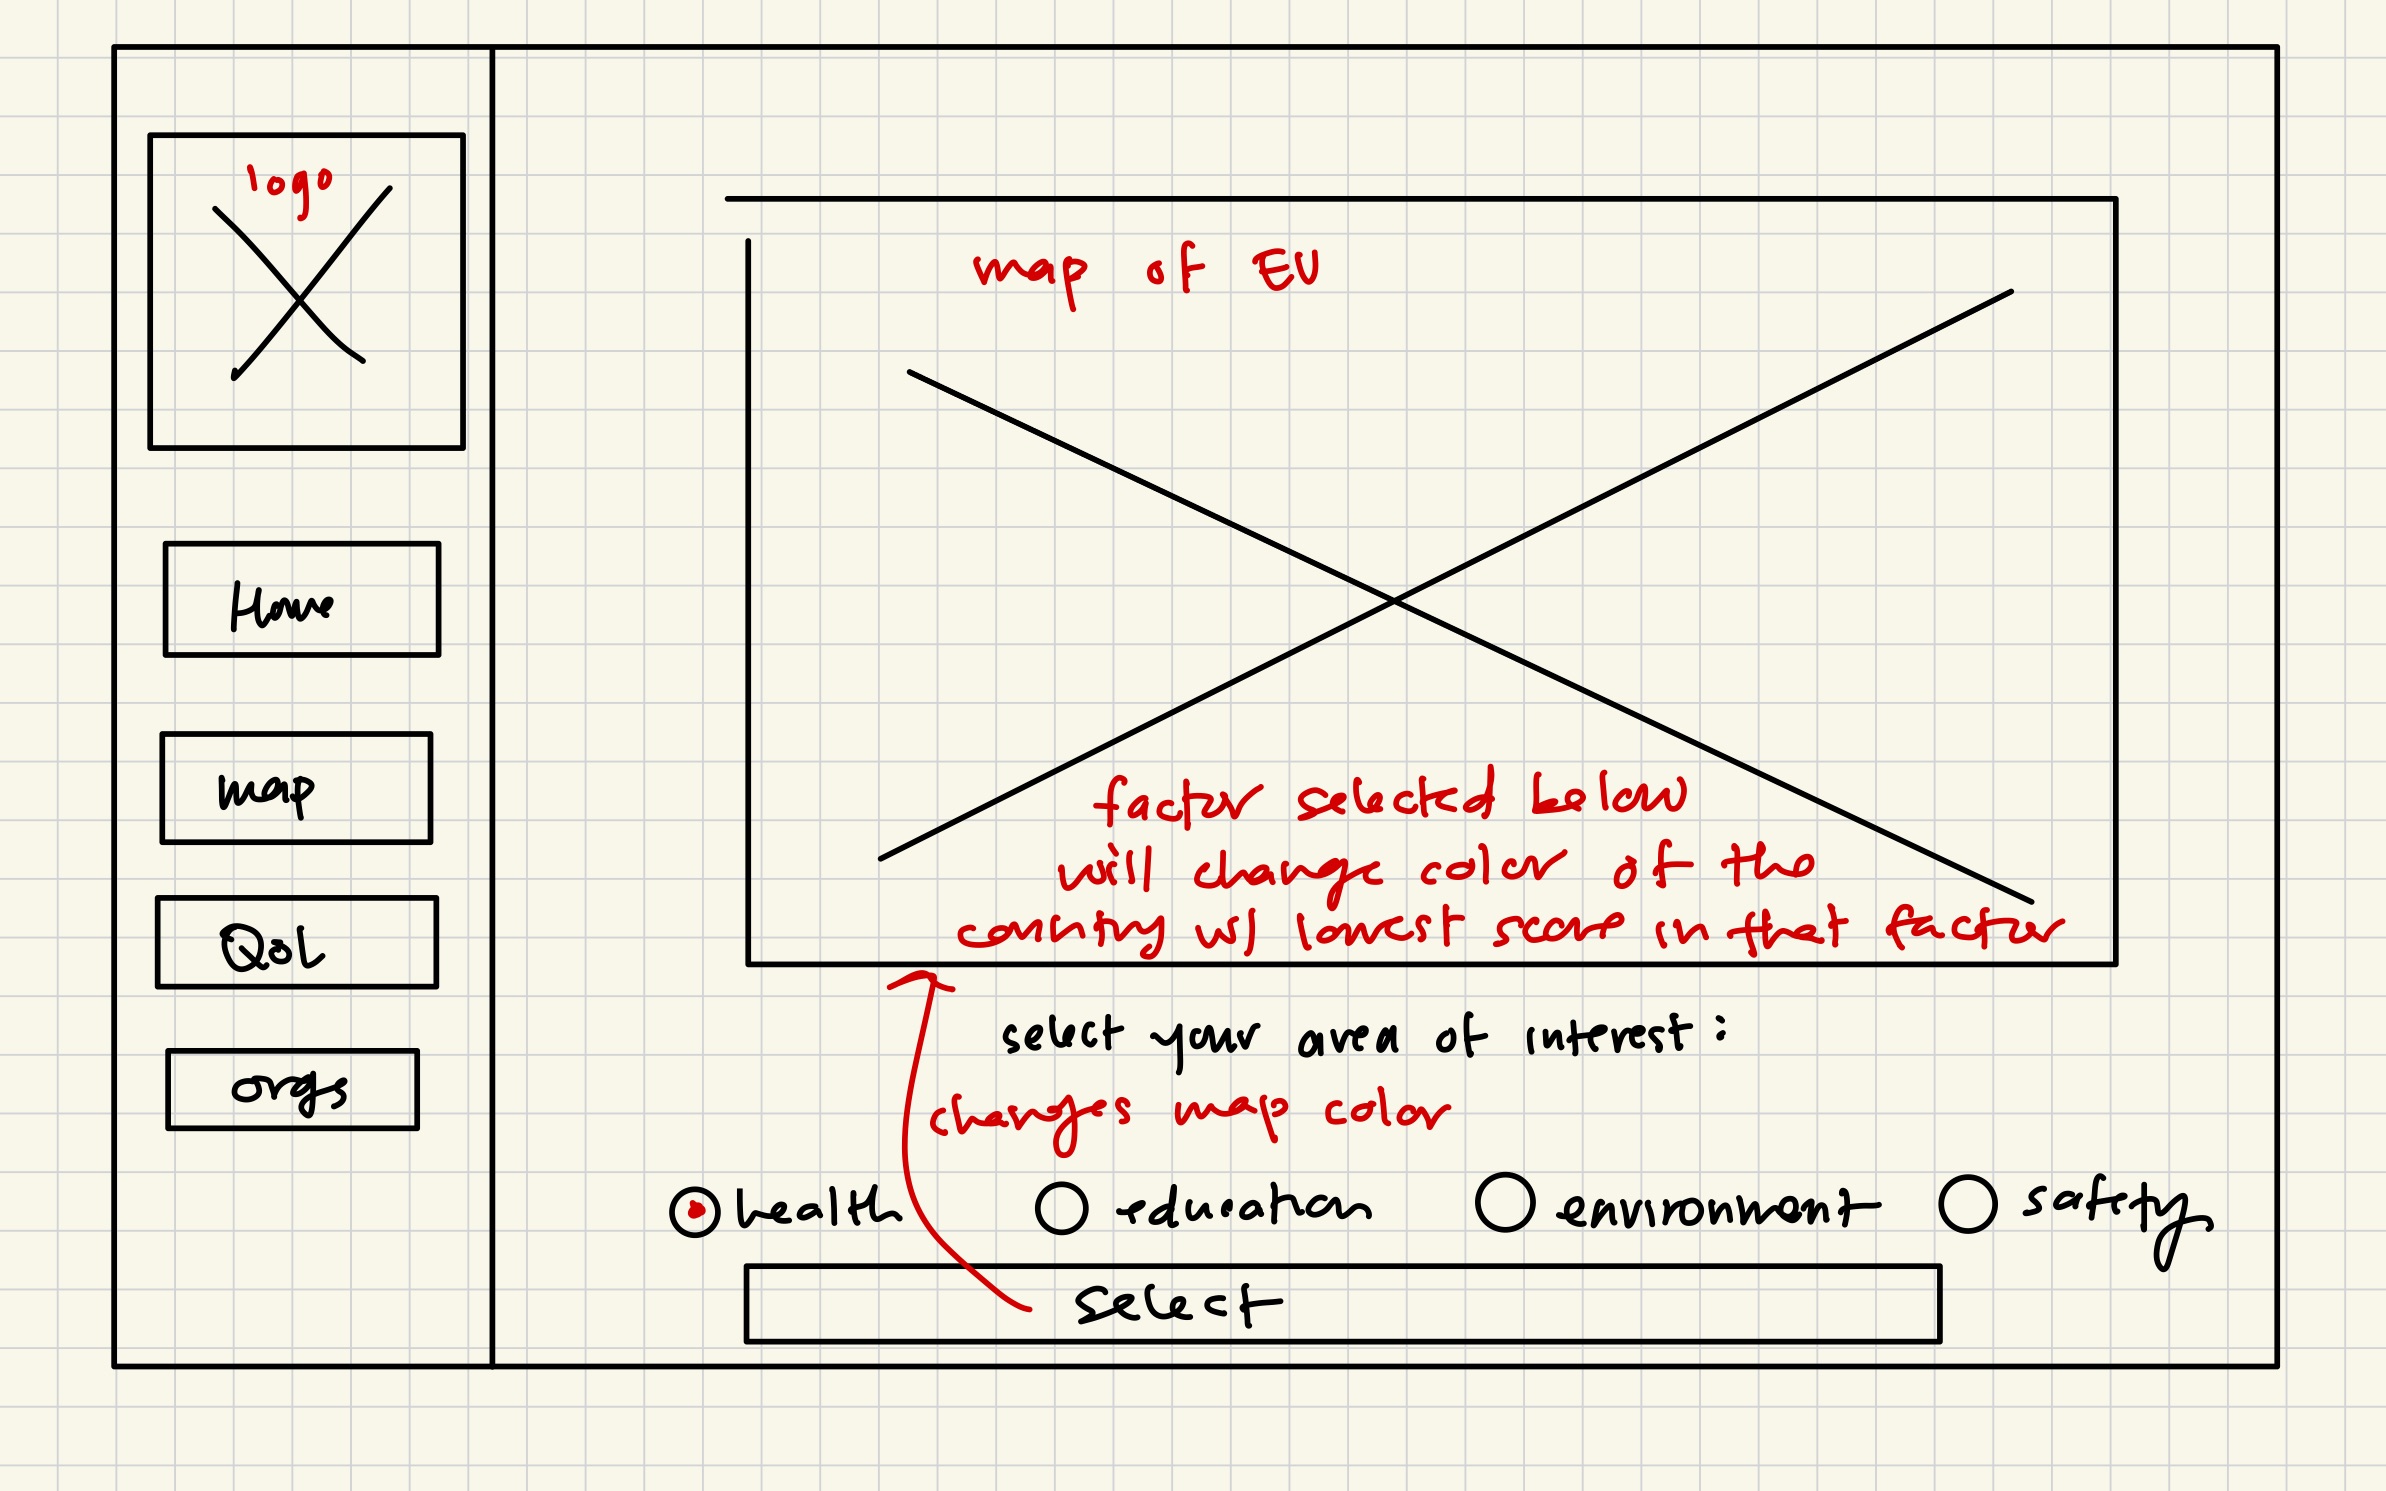 logo
Home
map
QoL
orgs
map of EU
factor selected below
will change color of the
country w/ lowest score in that factor
select your area of interest:
changes map color
health education environment safety
select